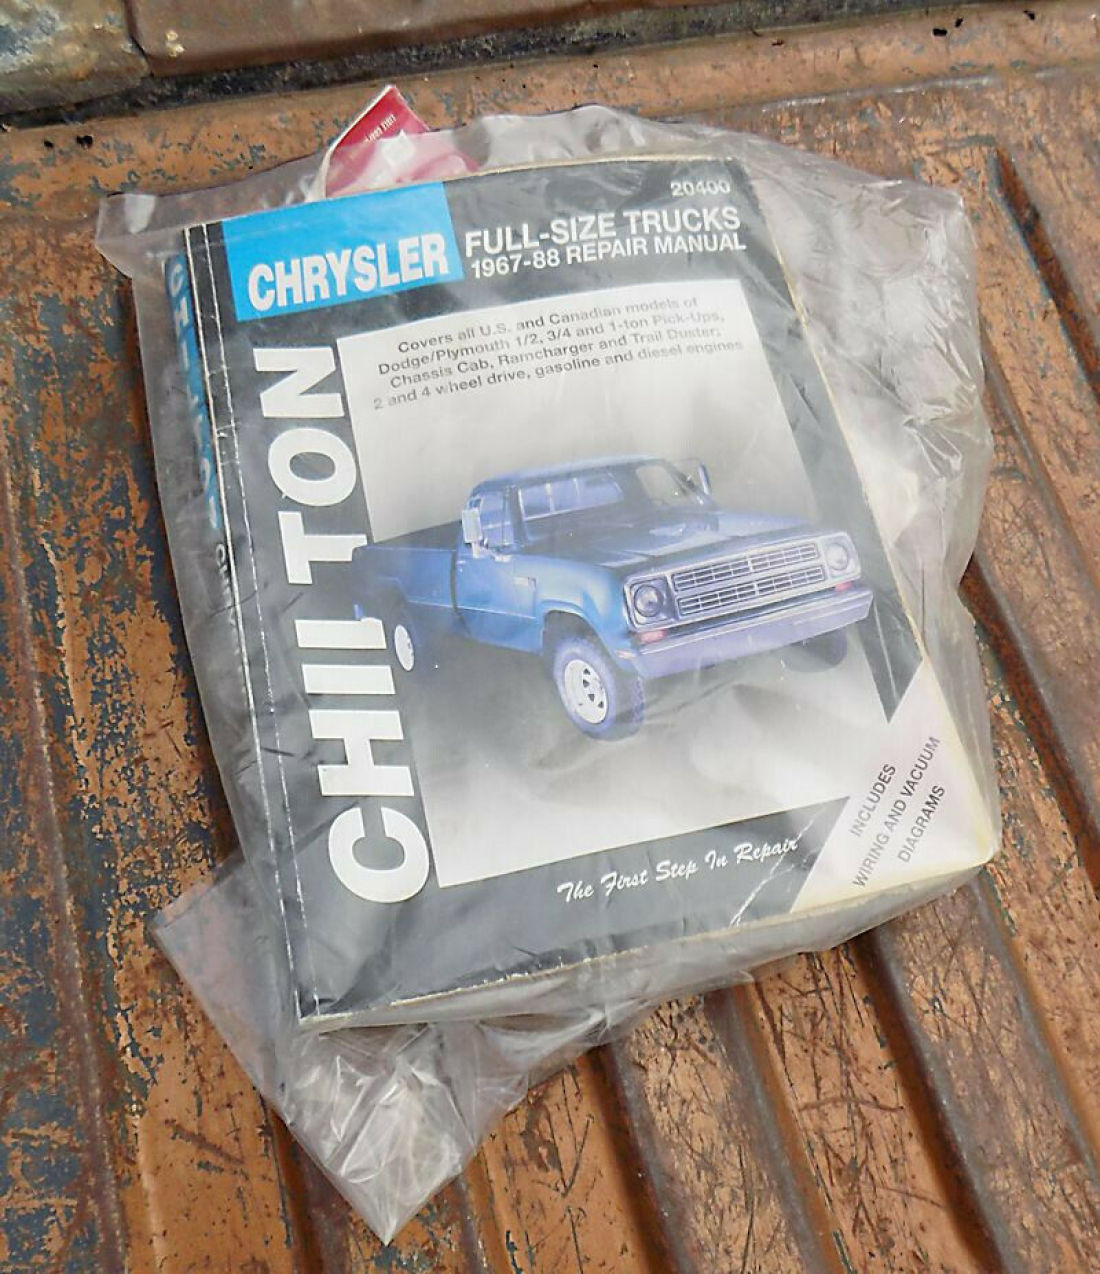 20400
CHRYSLER
FULL-SIZE TRUCKS
1967-88 REPAIR MANUAL
Covers all U.S. and Canadian models of
Dodge/Plymouth 1/2, 3/4 and 1-ton Pick-Ups,
Chassis Cab, Ramcharger and Trail Duster;
2 and 4 wheel drive, gasoline and diesel engines
CHILTON
INCLUDES
WIRING AND VACUUM
DIAGRAMS
The First Step In Repair